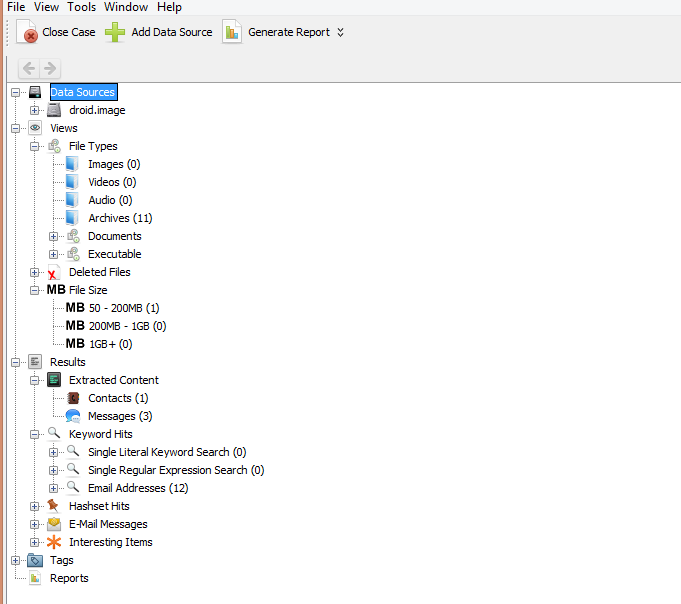 File View Tools Window Help
Close Case Add Data Source Generate Report
Data Sources
droid.image
Views
File Types
Images (0)
Videos (0)
Audio (0)
Archives (11)
Documents
Executable
Deleted Files
MB File Size
MB 50 - 200MB (1)
MB 200MB - 1GB (0)
MB 1GB+ (0)
Results
Extracted Content
Contacts (1)
Messages (3)
Keyword Hits
Single Literal Keyword Search (0)
Single Regular Expression Search (0)
Email Addresses (12)
Hashset Hits
E-Mail Messages
Interesting Items
Tags
Reports